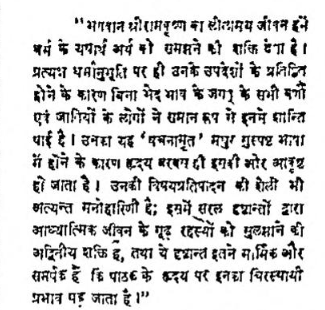 "भगवान श्रीरामकृष्ण का लीलामय जीवन हमें
धर्म के यथार्थ अर्थ को समझने की शक्ति देता है।
प्रत्यक्ष धर्मानुभूति पर ही उनके उपदेशों के प्रतिष्ठित
होने के कारण बिना भेद भाव के जगत् के सभी वर्णों
एवं जातियों के लोगों ने समान रूप से इनसे शान्ति
पाई है। उनका यह 'वचनामृत' मधुर सुस्पष्ट भाषा
में होने के कारण हृदय बरबस ही इसकी ओर आकृष्ट
हो जाता है। उनकी विषयप्रतिपादन की शैली भी
अत्यन्त मनोहारिणी है; इसमें सरल दृष्टान्तों द्वारा
आध्यात्मिक जीवन के गूढ़ रहस्यों को सुलझाने की
अद्वितीय शक्ति है, तथा ये दृष्टान्त इतने मार्मिक और
समर्पक हैं कि पाठक के हृदय पर इनका चिरस्थायी
प्रभाव पड़ जाता है।"